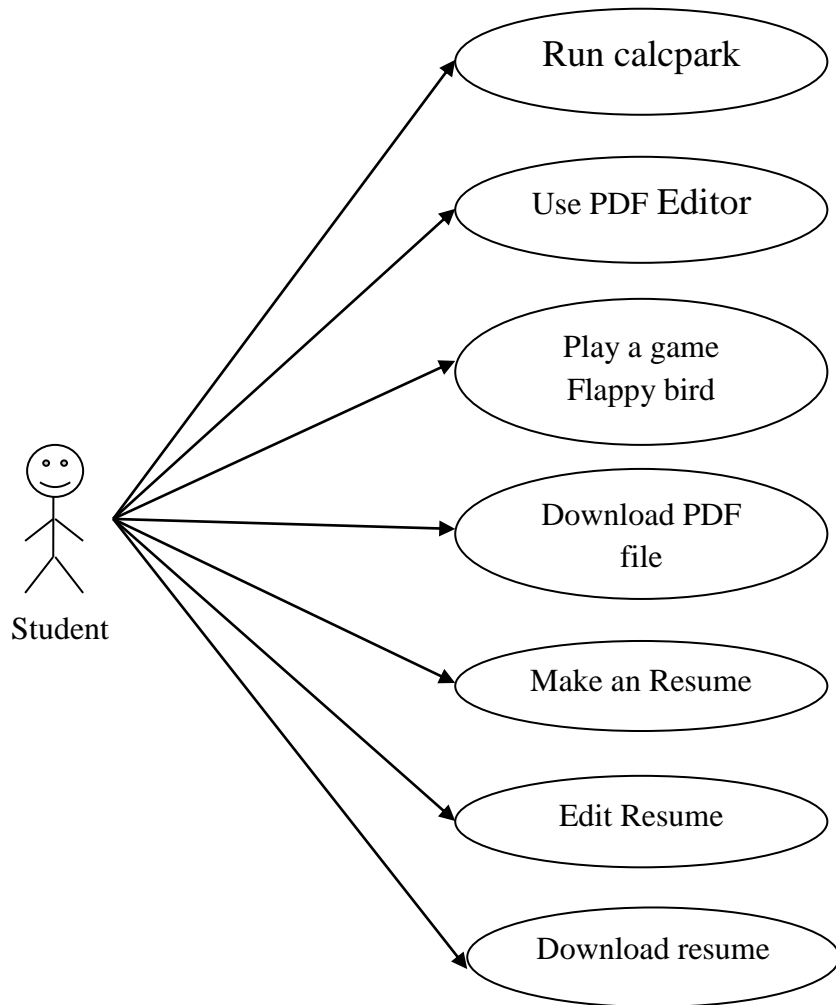 Run calcpark
Use PDF Editor
Play a game
Flappy bird
Download PDF
file
Student
Make an Resume
Edit Resume
Download resume